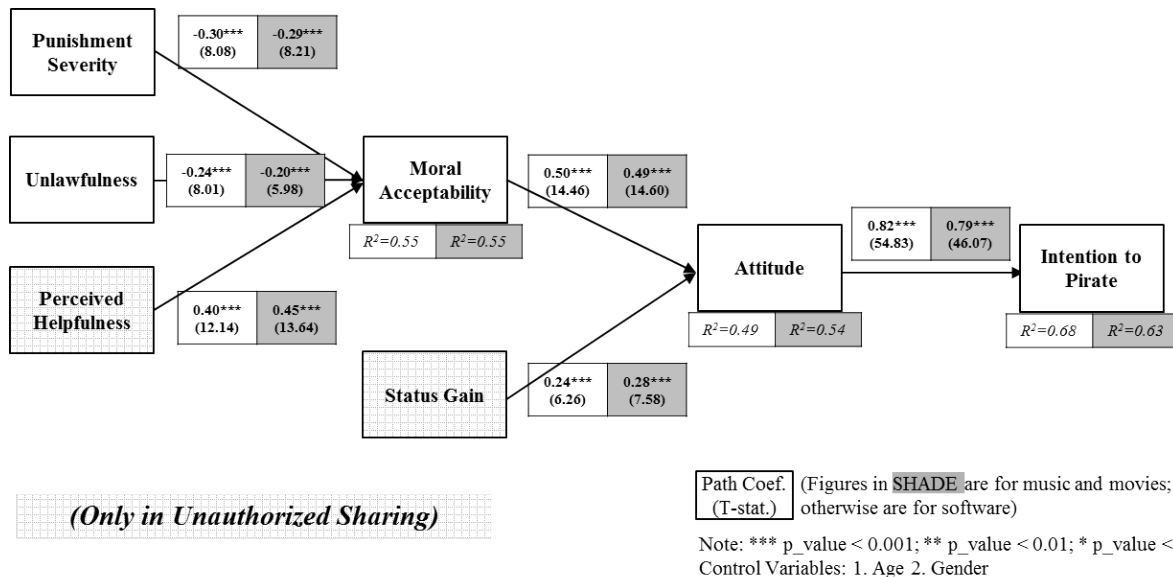 Punishment
Severity
-0.30***
(8.08)
-0.29***
(8.21)
Unlawfulness
-0.24***
(8.01)
-0.20***
(5.98)
Moral
Acceptability
R²=0.55
R²=0.55
0.50***
(14.46)
0.49***
(14.60)
Perceived
Helpfulness
0.40***
(12.14)
0.45***
(13.64)
Status Gain
0.24***
(6.26)
0.28***
(7.58)
Attitude
R²=0.49
R²=0.54
0.82***
(54.83)
0.79***
(46.07)
Intention to
Pirate
R²=0.68
R²=0.63
(Only in Unauthorized Sharing)
Path Coef.
(T-stat.)
(Figures in SHADE are for music and movies;
otherwise are for software)
Note: *** p_value < 0.001; ** p_value < 0.01; * p_value <
Control Variables: 1. Age 2. Gender